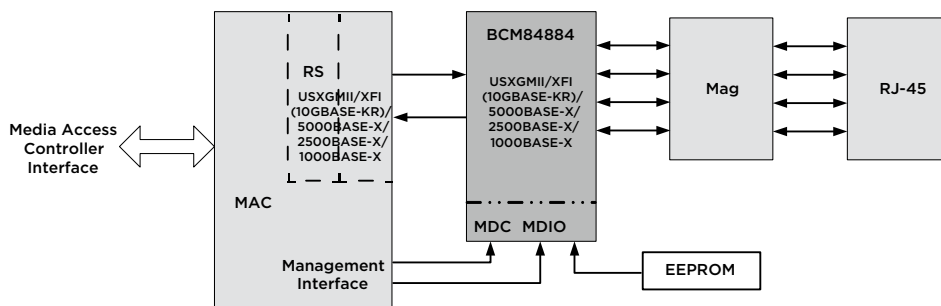 Media Access
Controller
Interface
RS
USXGMII/XFI
(10GBASE-KR)/
5000BASE-X/
2500BASE-X/
1000BASE-X
MAC
Management
Interface
BCM84884
USXGMII/XFI
(10GBASE-KR)/
5000BASE-X/
2500BASE-X/
1000BASE-X
MDC MDIO
EEPROM
Mag
RJ-45